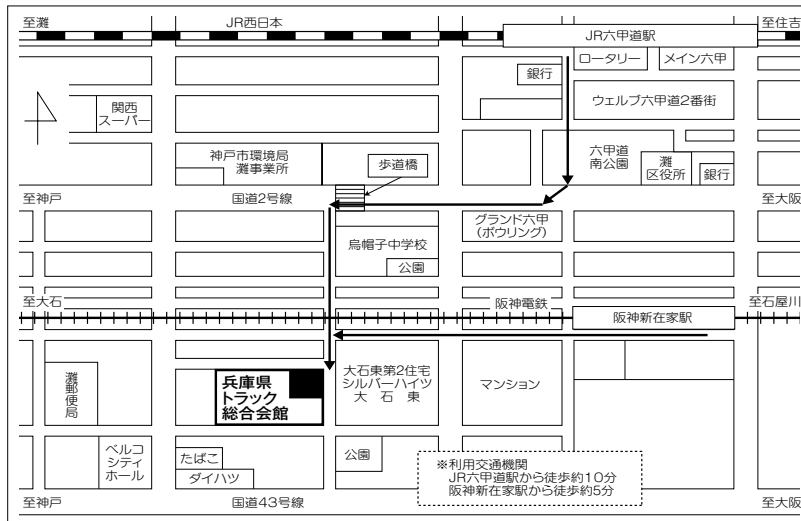 至灘
JR西日本
至住吉
JR六甲道駅
ロータリー
メイン六甲
銀行
関西
スーパー
ウェルブ六甲道2番街
神戸市環境局
灘事業所
歩道橋
六甲道
南公園
灘
区役所
銀行
至神戸
国道2号線
至大阪
グランド六甲
(ボウリング)
烏帽子中学校
公園
至大石
阪神電鉄
至石屋川
阪神新在家駅
灘郵便局
兵庫県
トラック
総合会館
大石東第2住宅
シルバーハイツ
大石東
マンション
ベルコ
シティ
ホール
たばこ
ダイハツ
公園
※利用交通機関
JR六甲道駅から徒歩約10分
阪神新在家駅から徒歩約5分
至神戸
国道43号線
至大阪